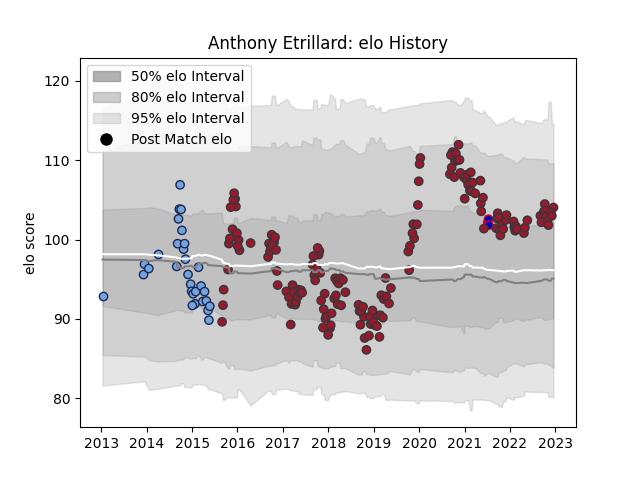 Anthony Etrillard: elo History
50% elo Interval
80% elo Interval
95% elo Interval
Post Match elo
elo score
120
110
100
90
80
2013 2014 2015 2016 2017 2018 2019 2020 2021 2022 2023